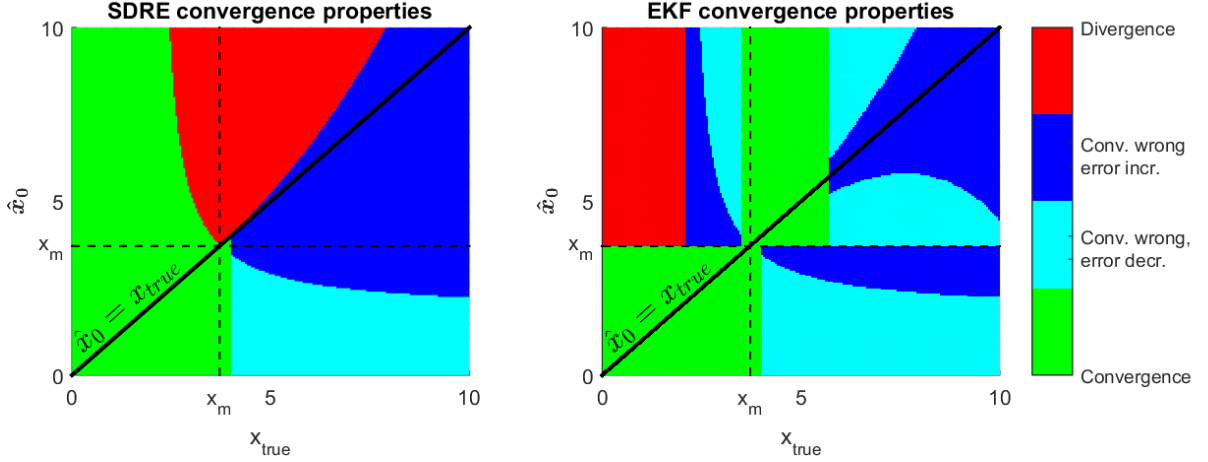 SDRE convergence properties
10
5
x_m
0
x̂_0
x̂_0 = x_true
0
x_m
5
10
x_true
EKF convergence properties
10
5
x_m
0
x̂_0
x̂_0 = x_true
0
x_m
5
10
x_true
Divergence
Conv. wrong
error incr.
Conv. wrong,
error decr.
Convergence